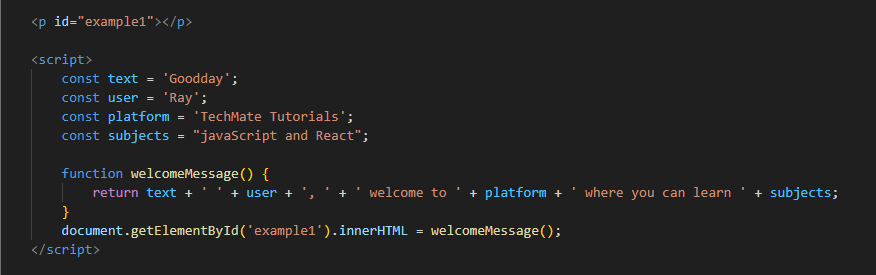 <p id="example1"></p>
<script>
const text = 'Goodday';
const user = 'Ray';
const platform = 'TechMate Tutorials';
const subjects = "javaScript and React";
function welcomeMessage() {
return text + ' ' + user + ', ' + ' welcome to ' + platform + ' where you can learn ' + subjects;
}
document.getElementById('example1').innerHTML = welcomeMessage();
</script>